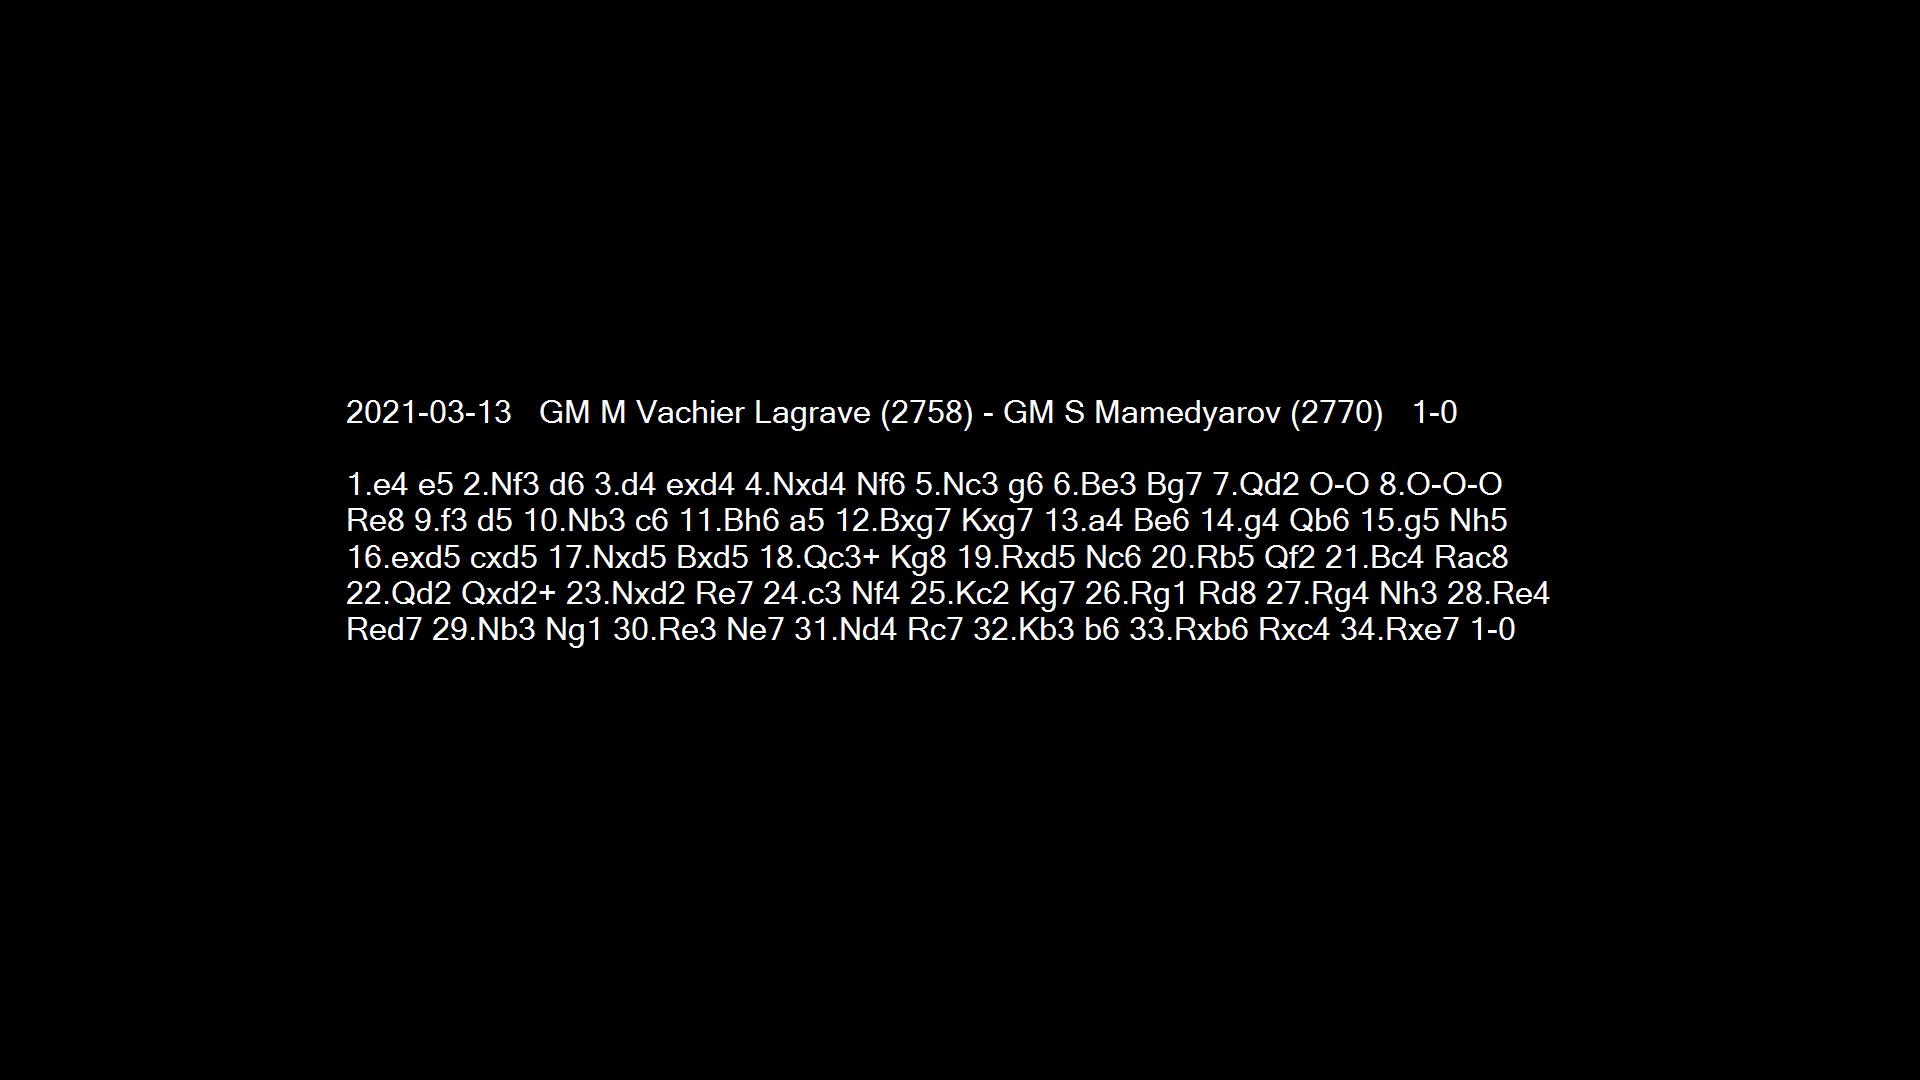 2021-03-13   GM M Vachier Lagrave (2758) - GM S Mamedyarov (2770)   1-0
1.e4 e5 2.Nf3 d6 3.d4 exd4 4.Nxd4 Nf6 5.Nc3 g6 6.Be3 Bg7 7.Qd2 O-O 8.O-O-O
Re8 9.f3 d5 10.Nb3 c6 11.Bh6 a5 12.Bxg7 Kxg7 13.a4 Be6 14.g4 Qb6 15.g5 Nh5
16.exd5 cxd5 17.Nxd5 Bxd5 18.Qc3+ Kg8 19.Rxd5 Nc6 20.Rb5 Qf2 21.Bc4 Rac8
22.Qd2 Qxd2+ 23.Nxd2 Re7 24.c3 Nf4 25.Kc2 Kg7 26.Rg1 Rd8 27.Rg4 Nh3 28.Re4
Red7 29.Nb3 Ng1 30.Re3 Ne7 31.Nd4 Rc7 32.Kb3 b6 33.Rxb6 Rxc4 34.Rxe7 1-0